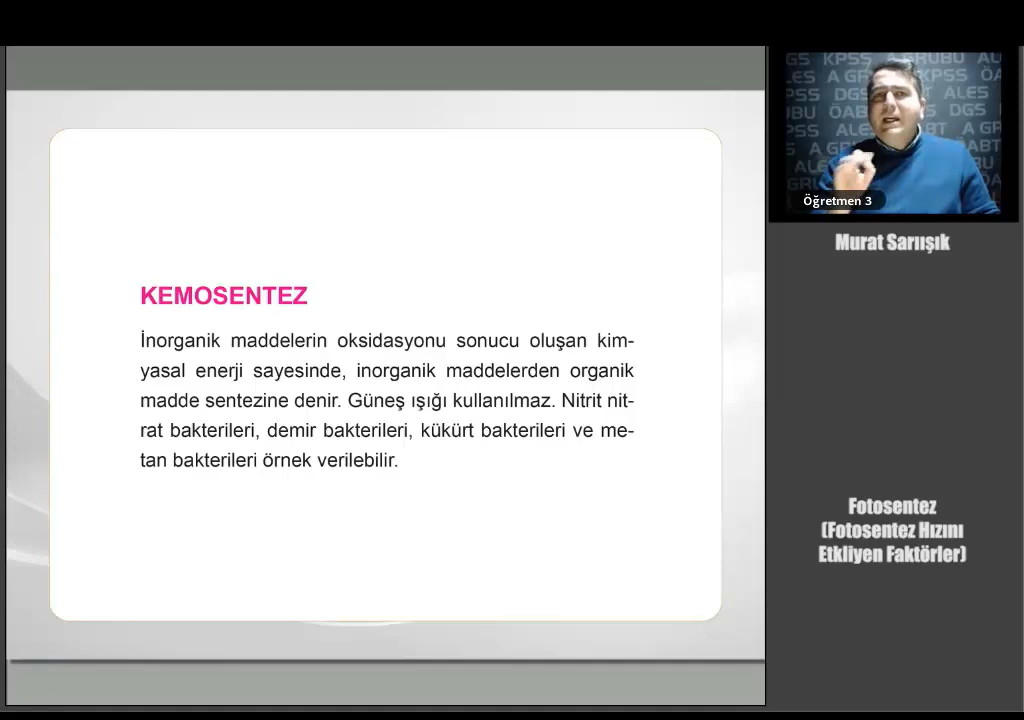 KEMOSENTEZ
İnorganik maddelerin oksidasyonu sonucu oluşan kim-
yasal enerji sayesinde, inorganik maddelerden organik
madde sentezine denir. Güneş ışığı kullanılmaz. Nitrit nit-
rat bakterileri, demir bakterileri, kükürt bakterileri ve me-
tan bakterileri örnek verilebilir.
Öğretmen 3
Murat Sarıışık
Fotosentez
(Fotosentez Hızını
Etkliyen Faktörler)